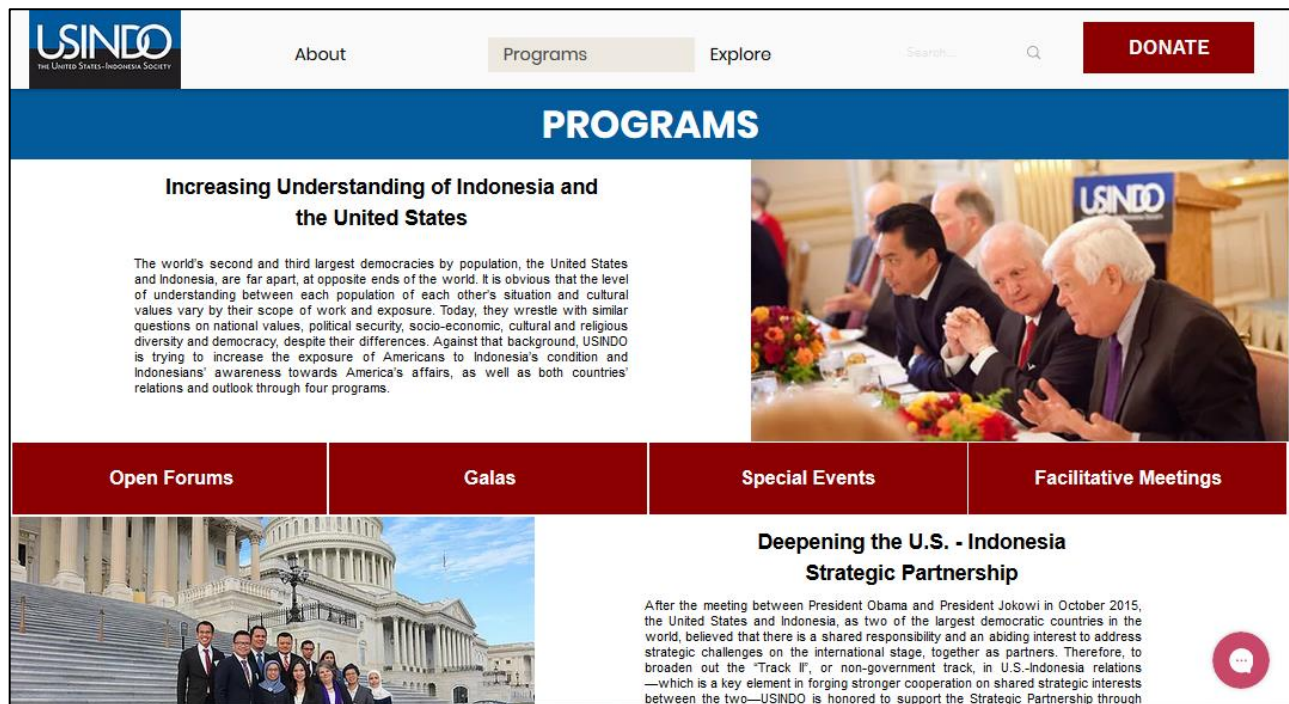 USINDO
THE UNITED STATES–INDONESIA SOCIETY
About
Programs
Explore
Search...
DONATE
PROGRAMS
Increasing Understanding of Indonesia and
the United States
The world's second and third largest democracies by population, the United States
and Indonesia, are far apart, at opposite ends of the world. It is obvious that the level
of understanding between each population of each other's situation and cultural
values vary by their scope of work and exposure. Today, they wrestle with similar
questions on national values, political security, socio-economic, cultural and religious
diversity and democracy, despite their differences. Against that background, USINDO
is trying to increase the exposure of Americans to Indonesia's condition and
Indonesians' awareness towards America's affairs, as well as both countries'
relations and outlook through four programs.
USINDO
Open Forums
Galas
Special Events
Facilitative Meetings
Deepening the U.S. - Indonesia
Strategic Partnership
After the meeting between President Obama and President Jokowi in October 2015,
the United States and Indonesia, as two of the largest democratic countries in the
world, believed that there is a shared responsibility and an abiding interest to address
strategic challenges on the international stage, together as partners. Therefore, to
broaden out the “Track II”, or non-government track, in U.S.-Indonesia relations
—which is a key element in forging stronger cooperation on shared strategic interests
between the two—USINDO is honored to support the Strategic Partnership through